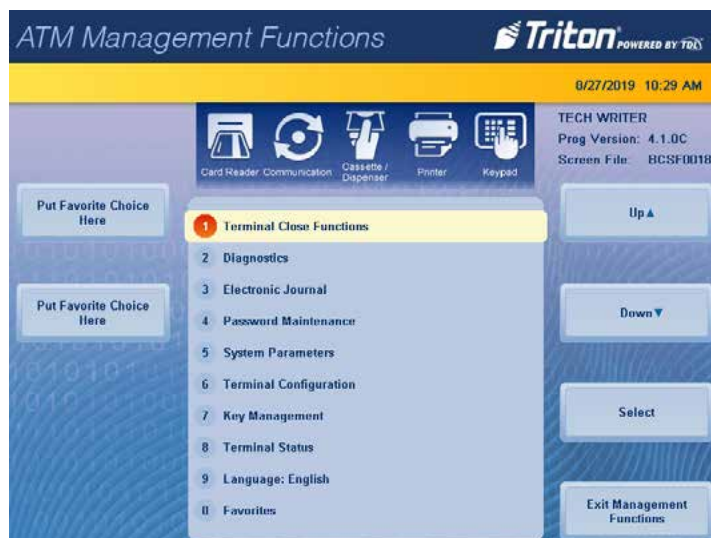 ATM Management Functions
Triton POWERED BY TDL
8/27/2019 10:29 AM
TECH WRITER
Prog Version: 4.1.0C
Screen File: BCSF0018
Card Reader
Communication
Cassette /
Dispenser
Printer
Keypad
Put Favorite Choice
Here
Put Favorite Choice
Here
1 Terminal Close Functions
2 Diagnostics
3 Electronic Journal
4 Password Maintenance
5 System Parameters
6 Terminal Configuration
7 Key Management
8 Terminal Status
9 Language: English
0 Favorites
Up▲
Down▼
Select
Exit Management
Functions